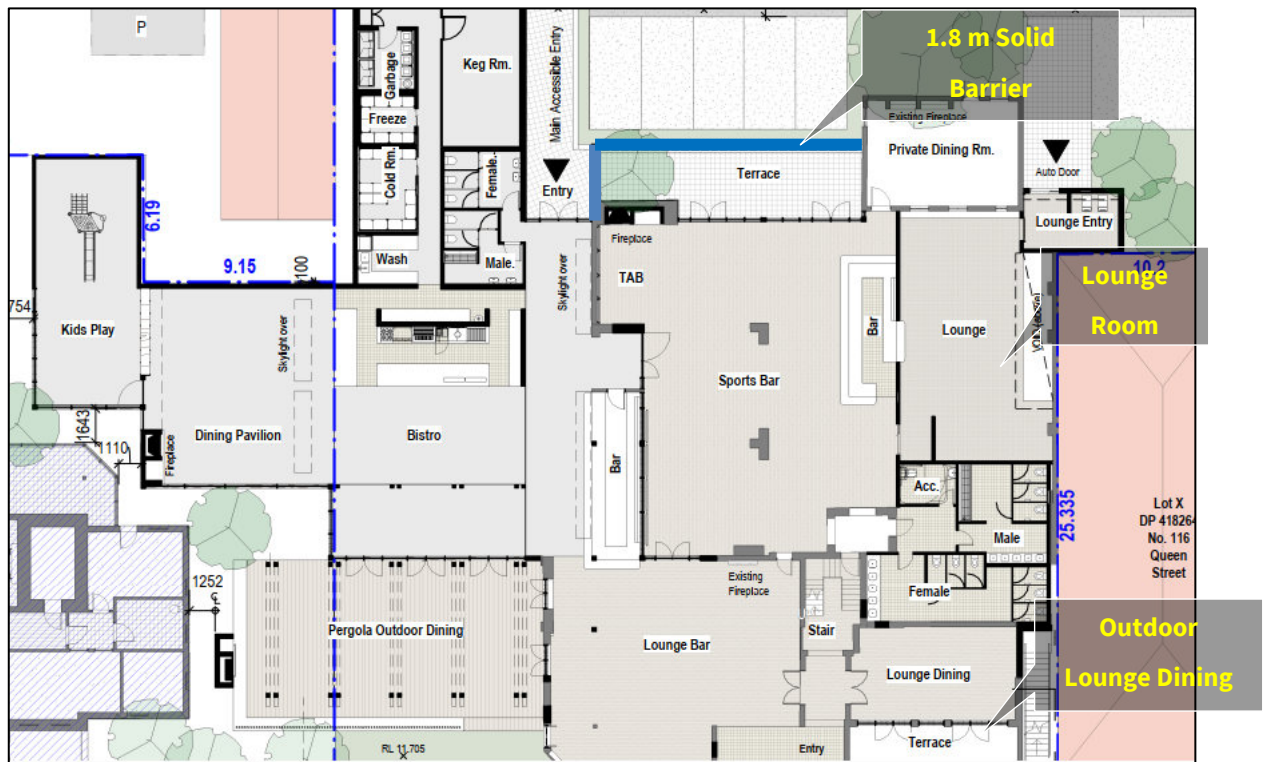 P
1.8 m Solid
Barrier
Garbage
Keg Rm.
Main Accessible Entry
Freeze
Existing Fireplace
Private Dining Rm.
Cold Rm.
Female.
Entry
Terrace
Auto Door
6.19
Lounge Entry
Wash
Male.
Fireplace
9.15
100
Skylight over
TAB
10.2
Lounge
Room
754
Kids Play
Skylight over
Bar
Lounge
Sports Bar
1643
1110
Dining Pavilion
Bistro
Fireplace
Bar
Acc.
Male
25.335
Lot X
DP 418264
No. 116
Queen
Street
1252
Existing
Fireplace
Female
Pergola Outdoor Dining
Lounge Bar
Stair
Outdoor
Lounge Dining
Lounge Dining
RL 11.705
Entry
Terrace